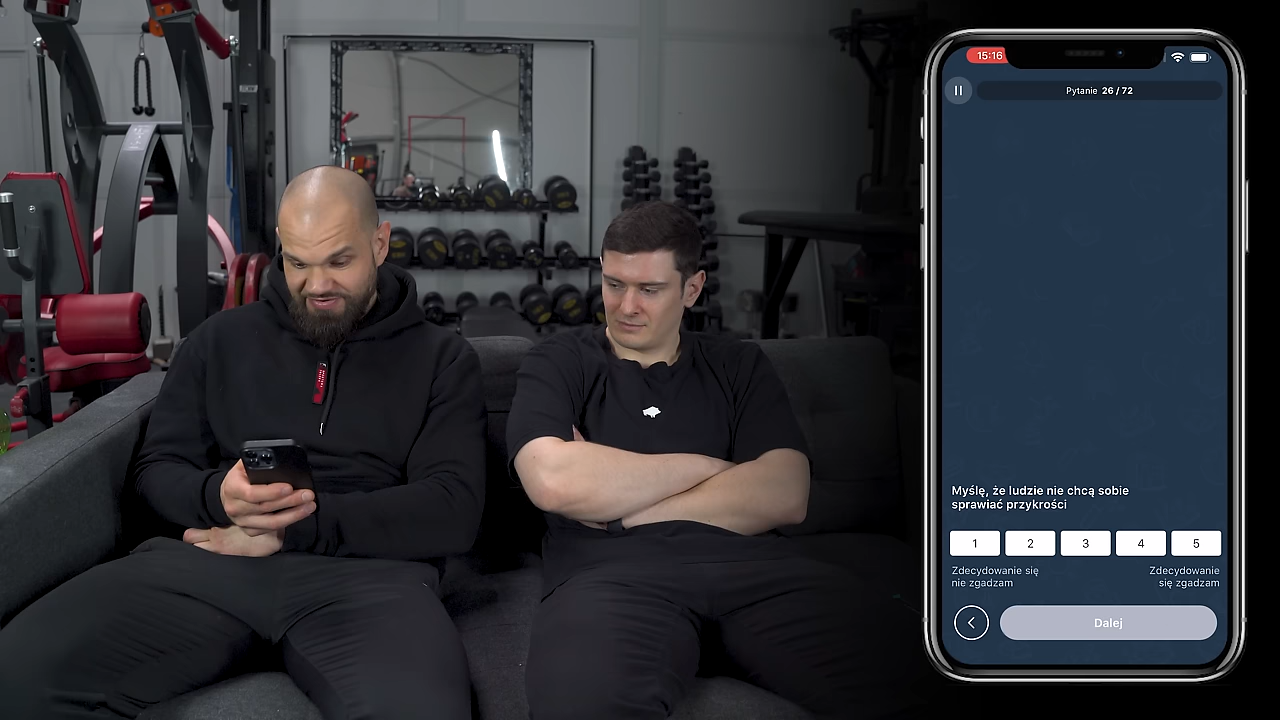 15:16
Pytanie 26 / 72
Myślę, że ludzie nie chcą sobie
sprawiać przykrości
1 2 3 4 5
Zdecydowanie się
nie zgadzam
Zdecydowanie
się zgadzam
Dalej